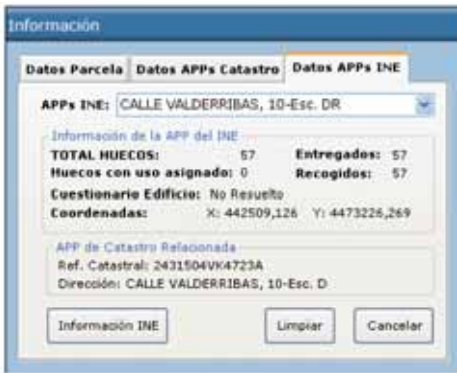 Información
Datos Parcela Datos APPs Catastro Datos APPs INE
APPs INE: CALLE VALDERRIBAS, 10-Esc. DR
Información de la APP del INE
TOTAL HUECOS: 57 Entregados: 57
Huecos con uso asignado: 0 Recogidos: 57
Cuestionario Edificio: No Resuelto
Coordenadas: X: 442509,126 Y: 4473226,269
APP de Catastro Relacionada
Ref. Catastral: 2431504VK4723A
Dirección: CALLE VALDERRIBAS, 10-Esc. D
Información INE Limpiar Cancelar